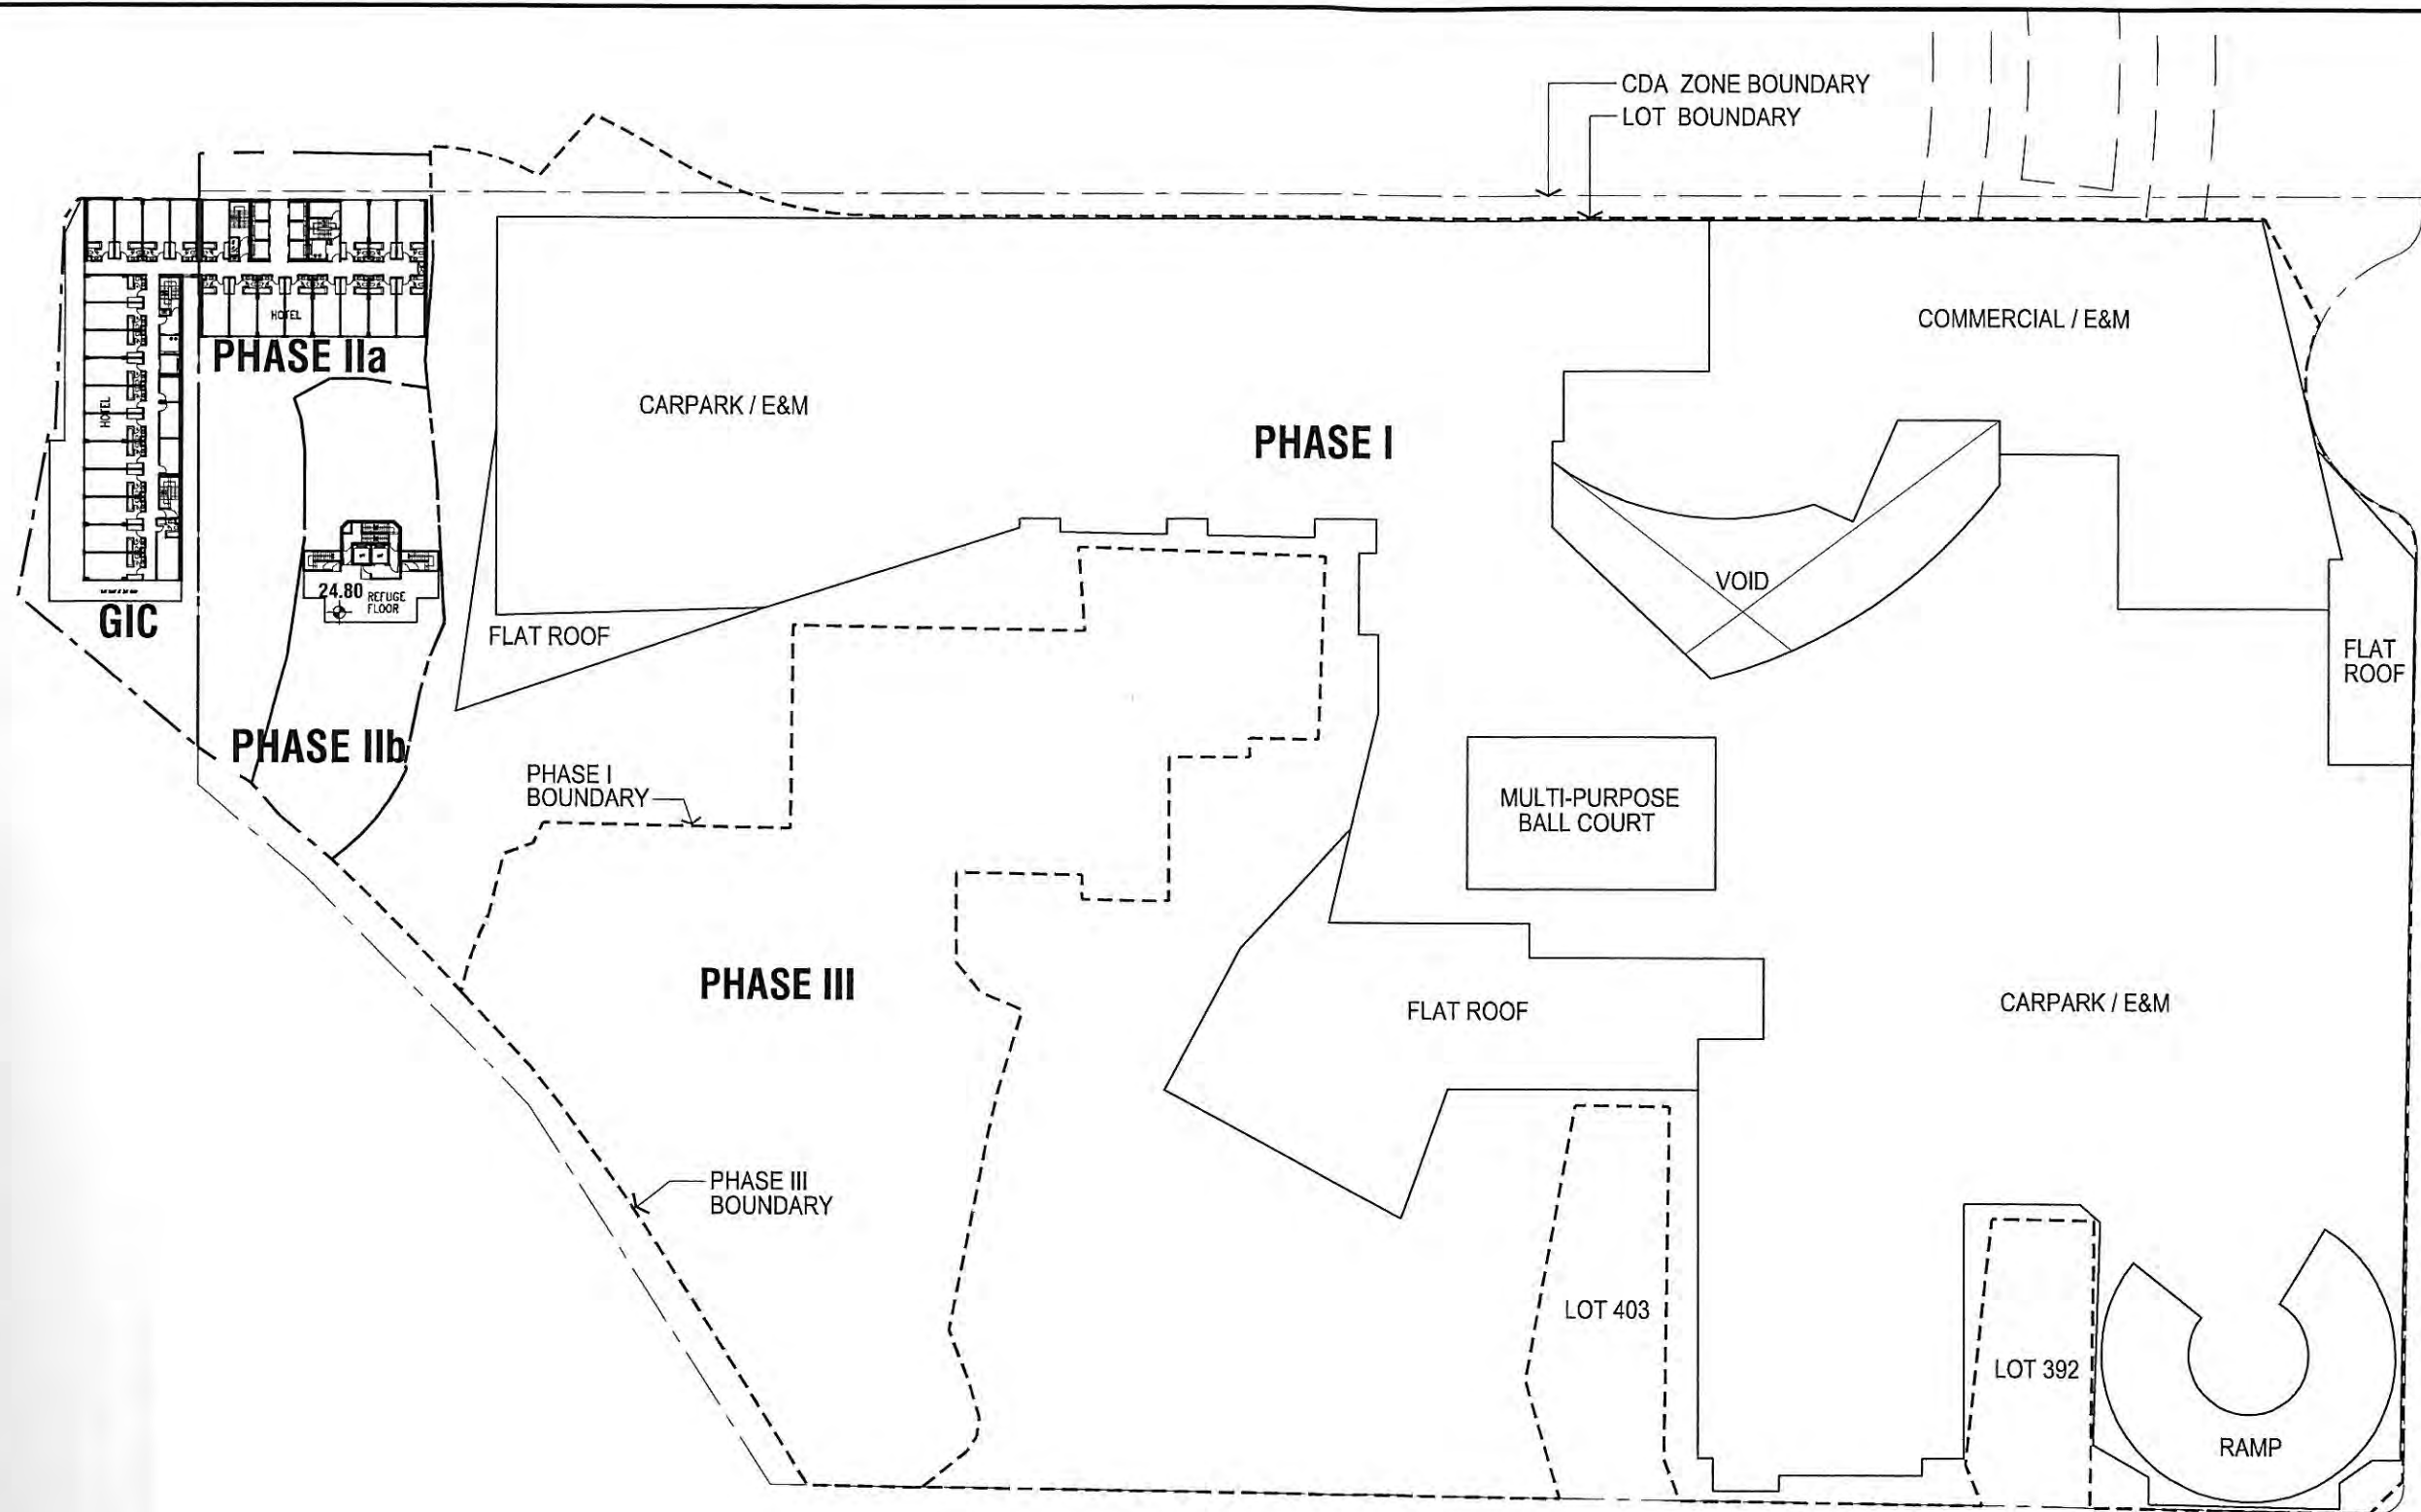 CDA ZONE BOUNDARY
LOT BOUNDARY
COMMERCIAL / E&M
HOTEL
PHASE IIa
CARPARK / E&M
HOTEL
PHASE I
VOID
24.80
REFUGE
FLOOR
GIC
FLAT ROOF
FLAT
ROOF
PHASE IIb
PHASE I
BOUNDARY
MULTI-PURPOSE
BALL COURT
PHASE III
FLAT ROOF
CARPARK / E&M
PHASE III
BOUNDARY
LOT 403
LOT 392
RAMP